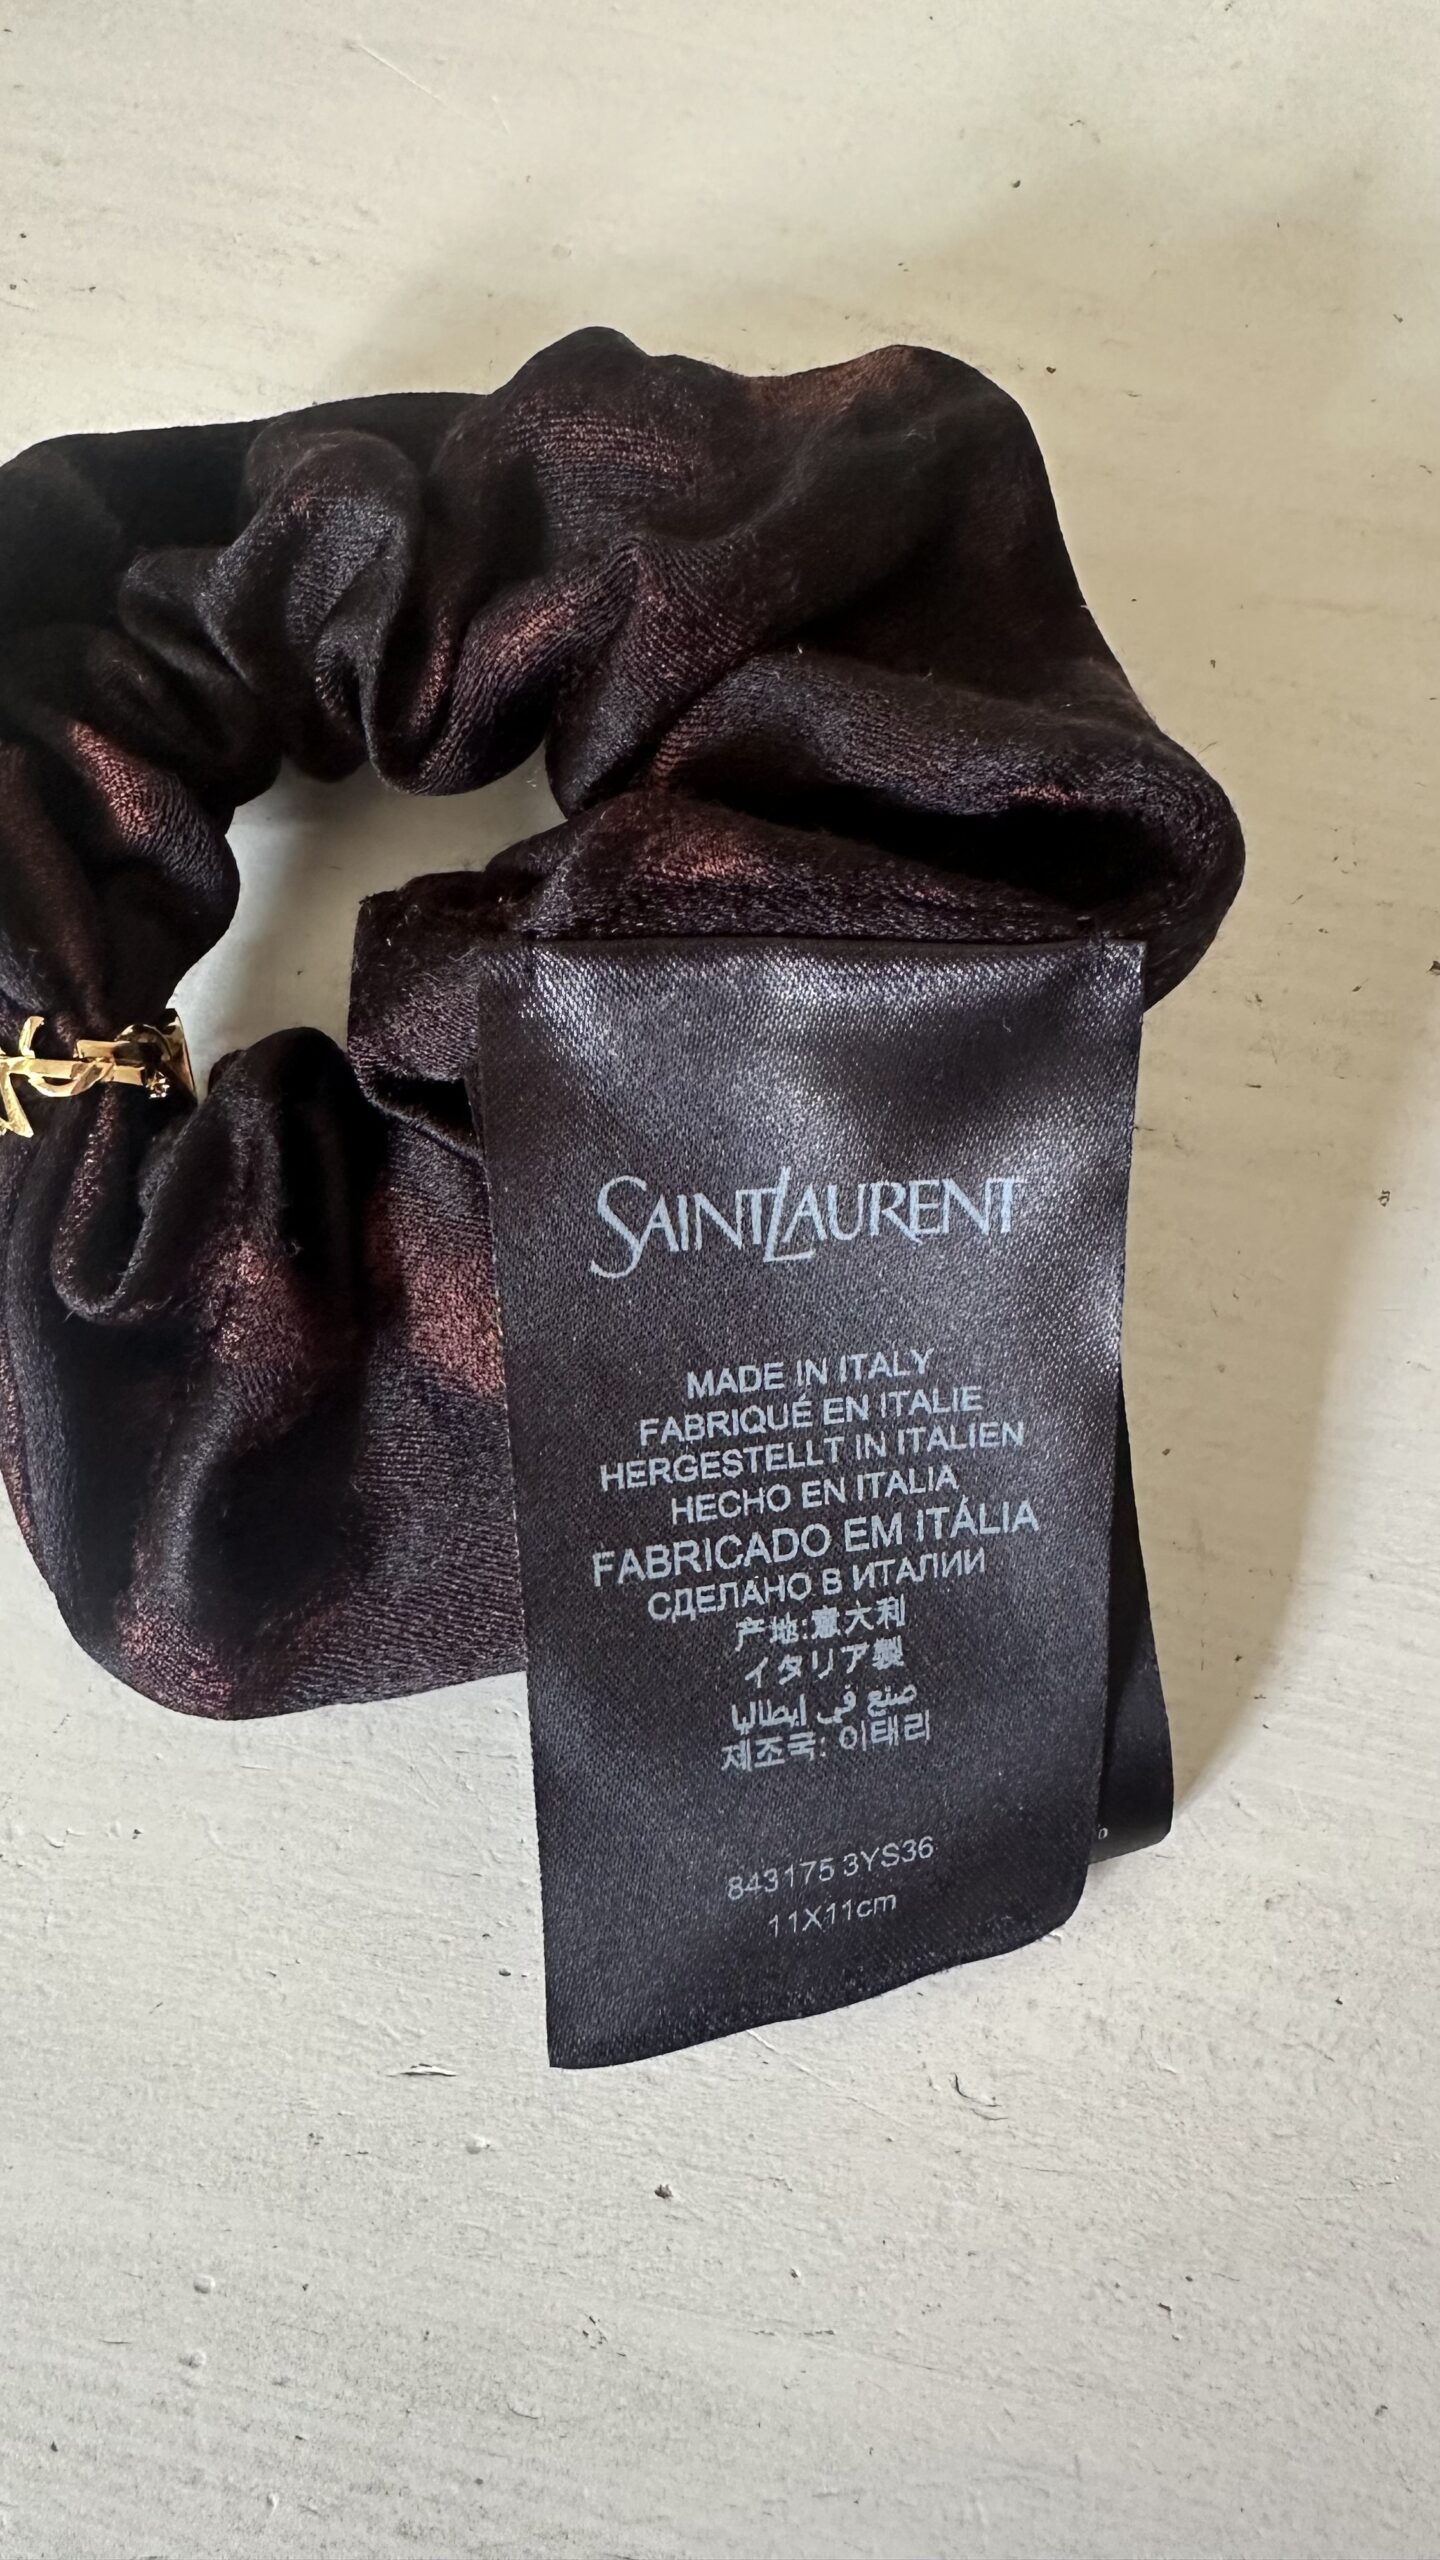 SAINT LAURENT
MADE IN ITALY
FABRIQUÉ EN ITALIE
HERGESTELLT IN ITALIEN
HECHO EN ITALIA
FABRICADO EM ITÁLIA
СДЕЛАНО В ИТАЛИИ
产地:意大利
イタリア製
صنع في إيطاليا
제조국: 이태리
843175 3YS36
11X11cm
%